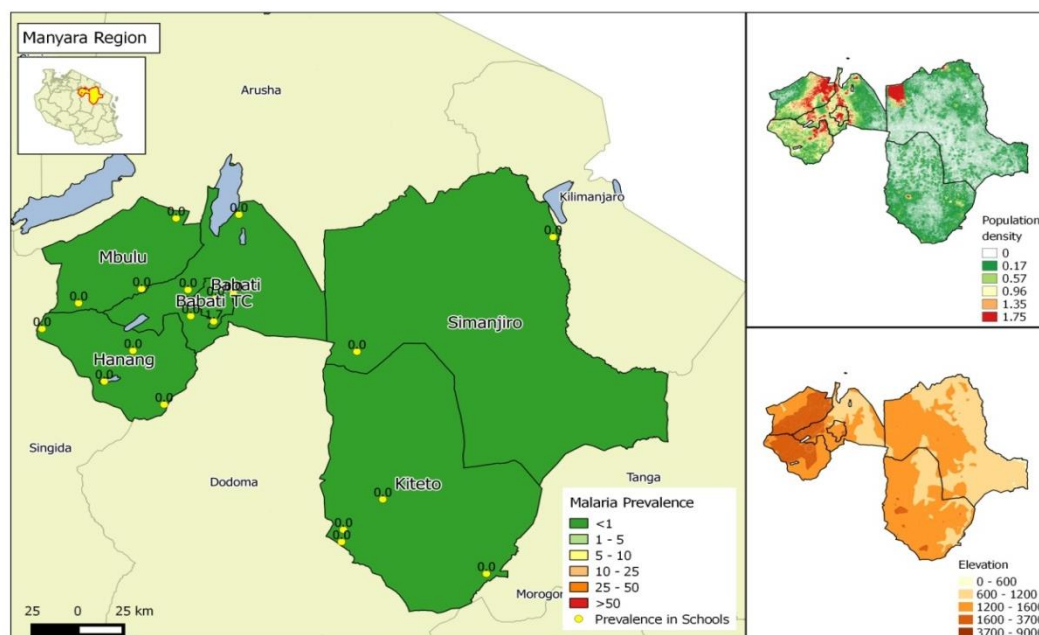 Manyara Region
Arusha
Kilimanjaro
0.0
0.0
0.0
Mbulu
0.0
0.0
Babati
0.0
0.0
Babati TC
0.0
1.7
0.0
Simanjiro
0.0
Hanang
0.0
0.0
0.0
Singida
Dodoma
Kiteto
0.0
Tanga
0.0
0.0
0.0
Malaria Prevalence
<1
1 - 5
5 - 10
10 - 25
25 - 50
>50
Prevalence in Schools
25 0 25 km
Population
density
0
0.17
0.57
0.96
1.35
1.75
Elevation
0 - 600
600 - 1200
1200 - 1600
1600 - 3700
3700 - 9000